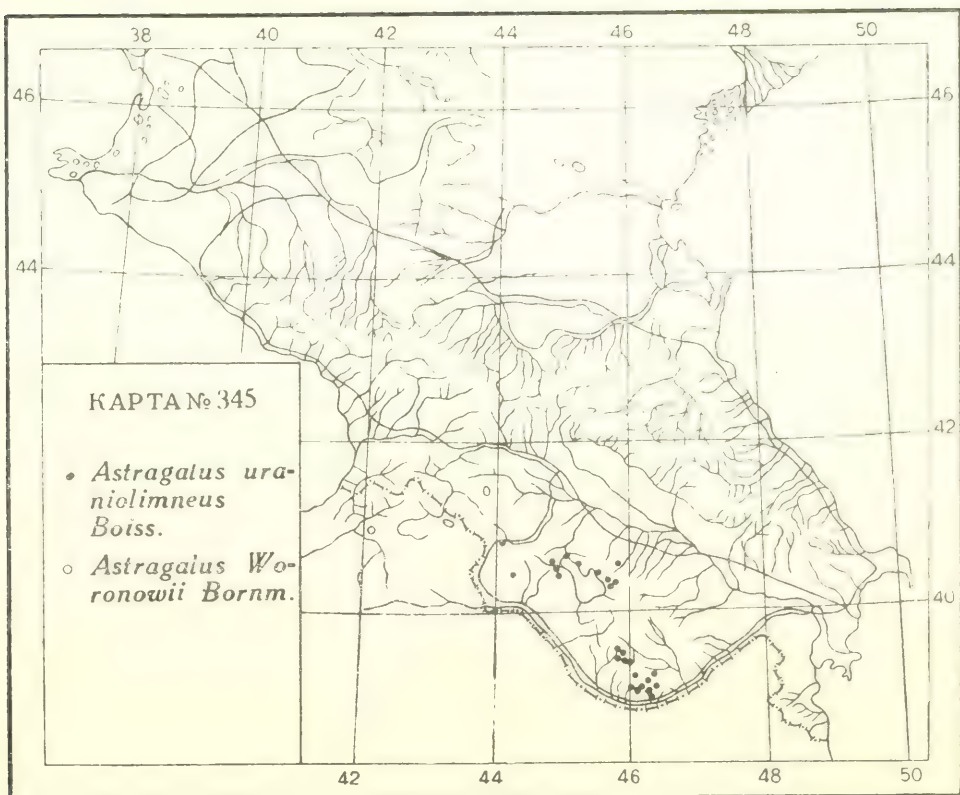 38 40 42 44 46 48 50
46 46
44 44
КАРТА № 345
42
• Astragalus ura-
niolimneus
Boiss.
○ Astragalus Wo-
ronowii Bornm.
40
42 44 46 48 50